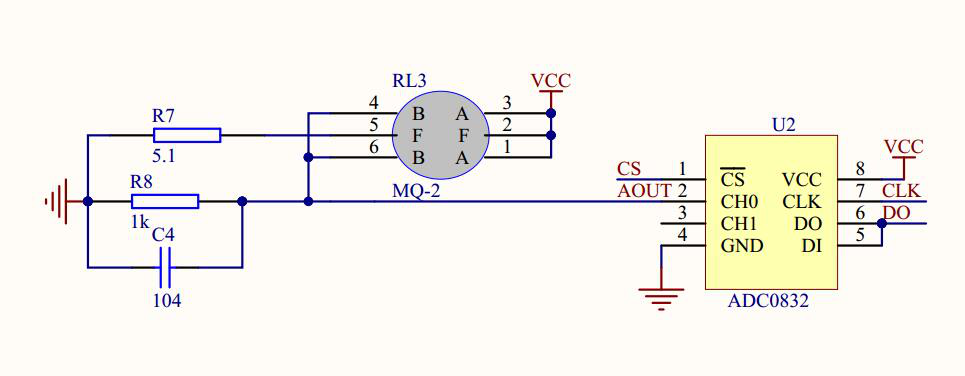 RL3
VCC
4 B A 3
R7
5 F F 2
5.1
6 B A 1
U2
VCC
R8
MQ-2
CS 1 CS VCC 8
AOUT 2 CH0 CLK 7 CLK
1k
3 CH1 DO 6 DO
C4
4 GND DI 5
104
ADC0832